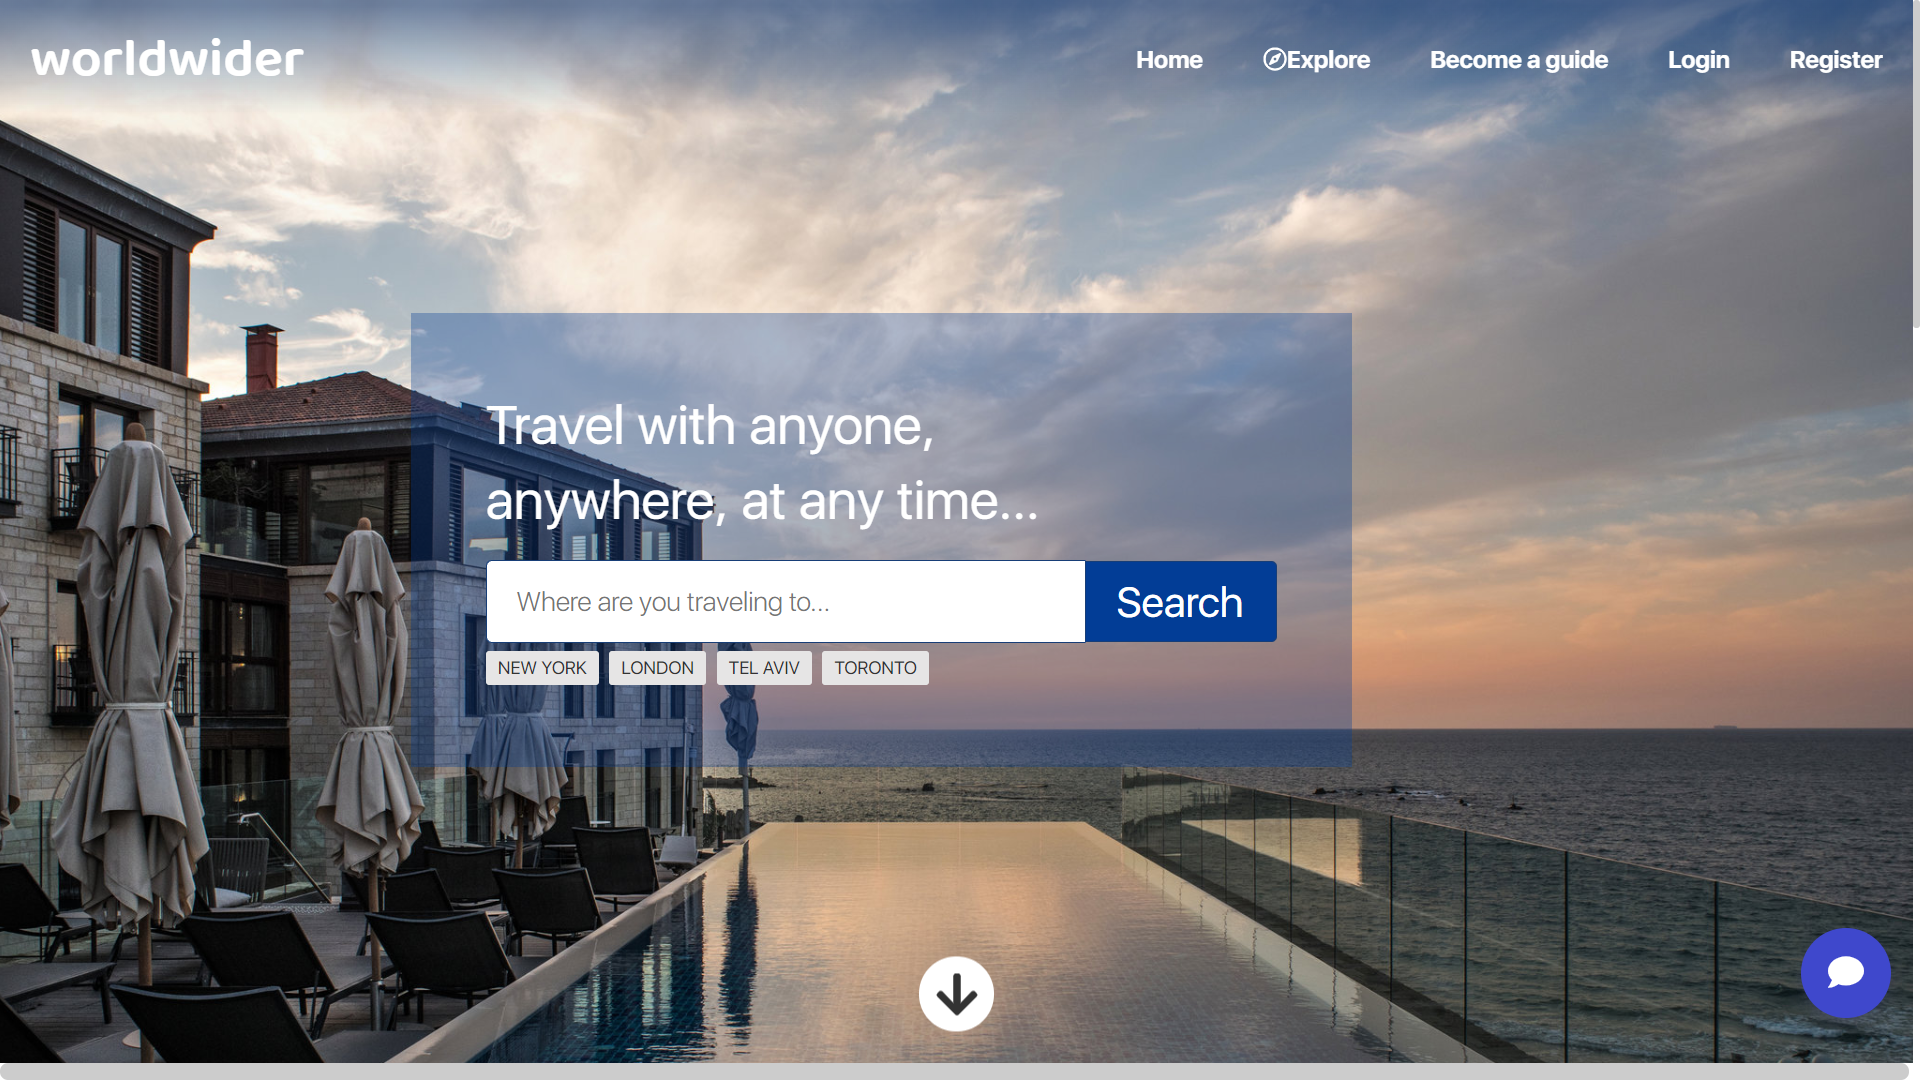 worldwider
Home
Explore
Become a guide
Login
Register
Travel with anyone,
anywhere, at any time...
Where are you traveling to...
Search
NEW YORK
LONDON
TEL AVIV
TORONTO